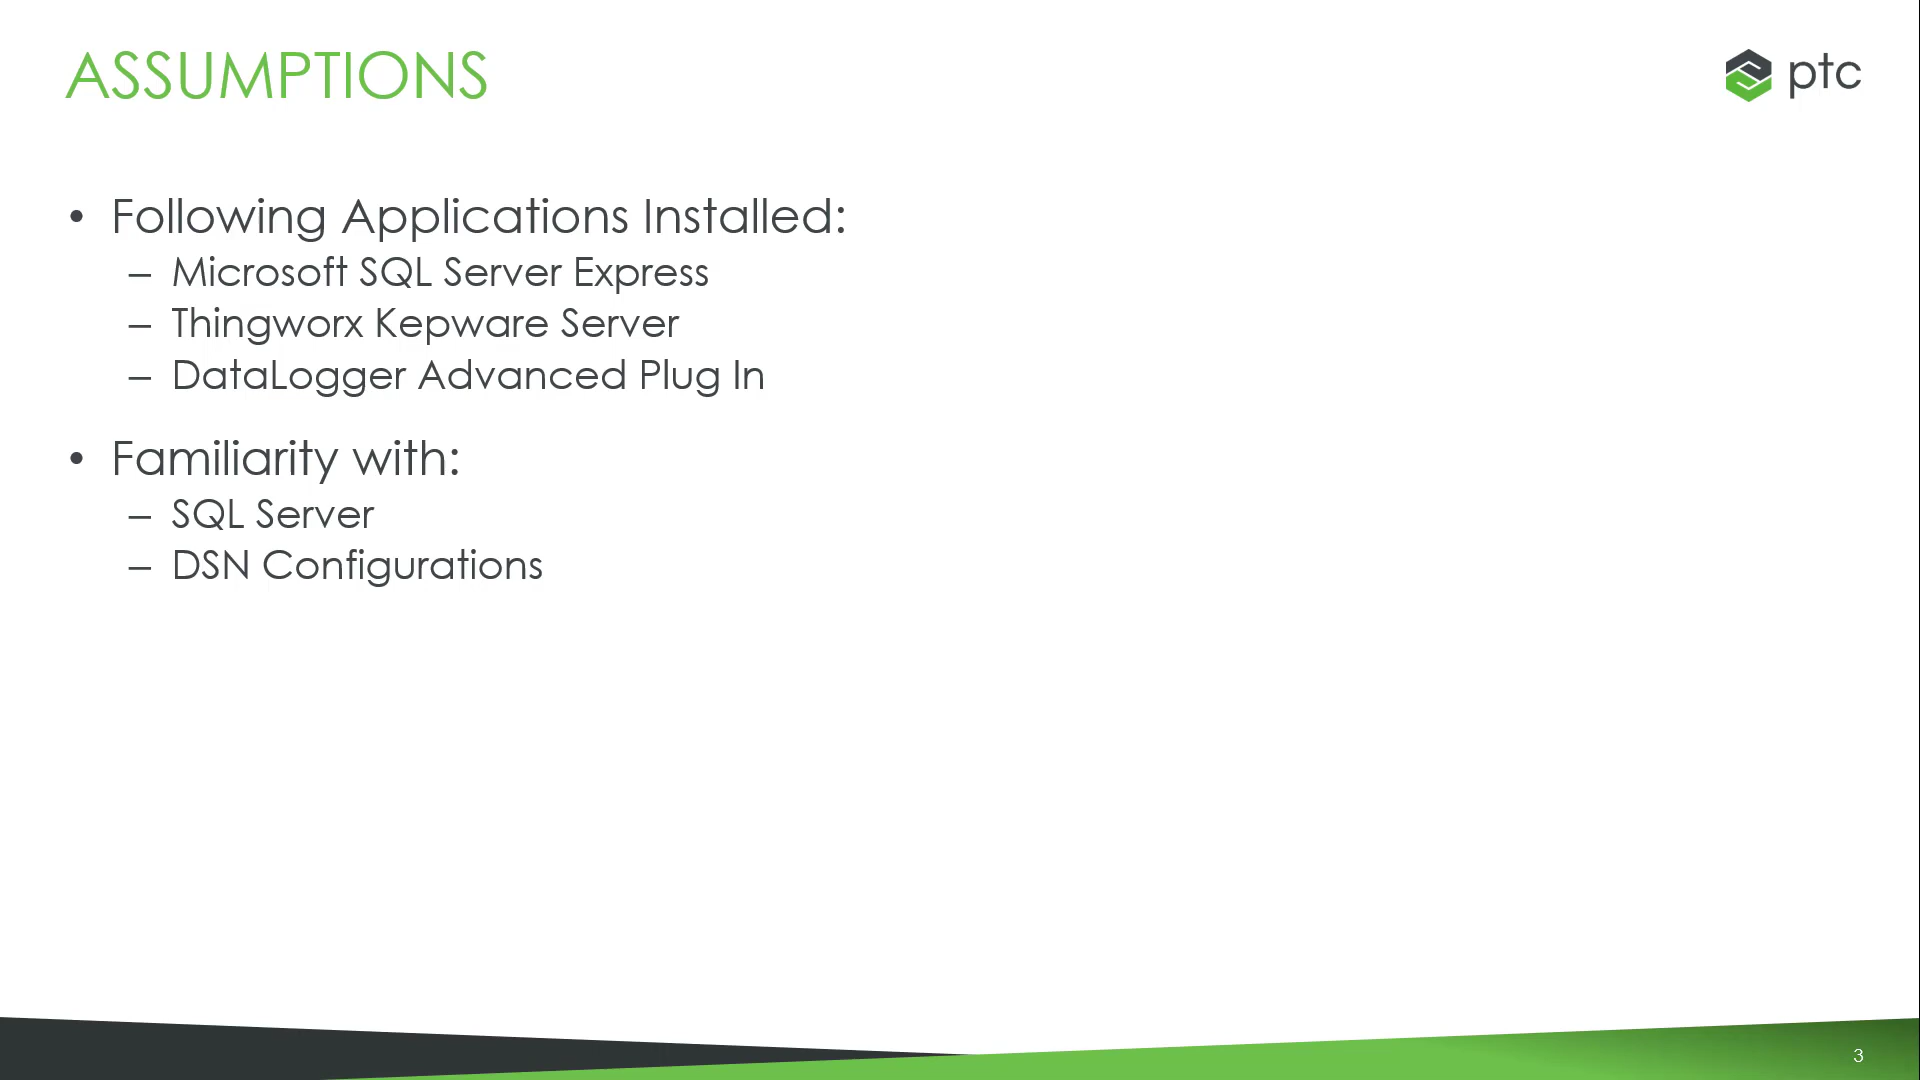 ASSUMPTIONS
ptc
• Following Applications Installed:
– Microsoft SQL Server Express
– Thingworx Kepware Server
– DataLogger Advanced Plug In
• Familiarity with:
– SQL Server
– DSN Configurations
3